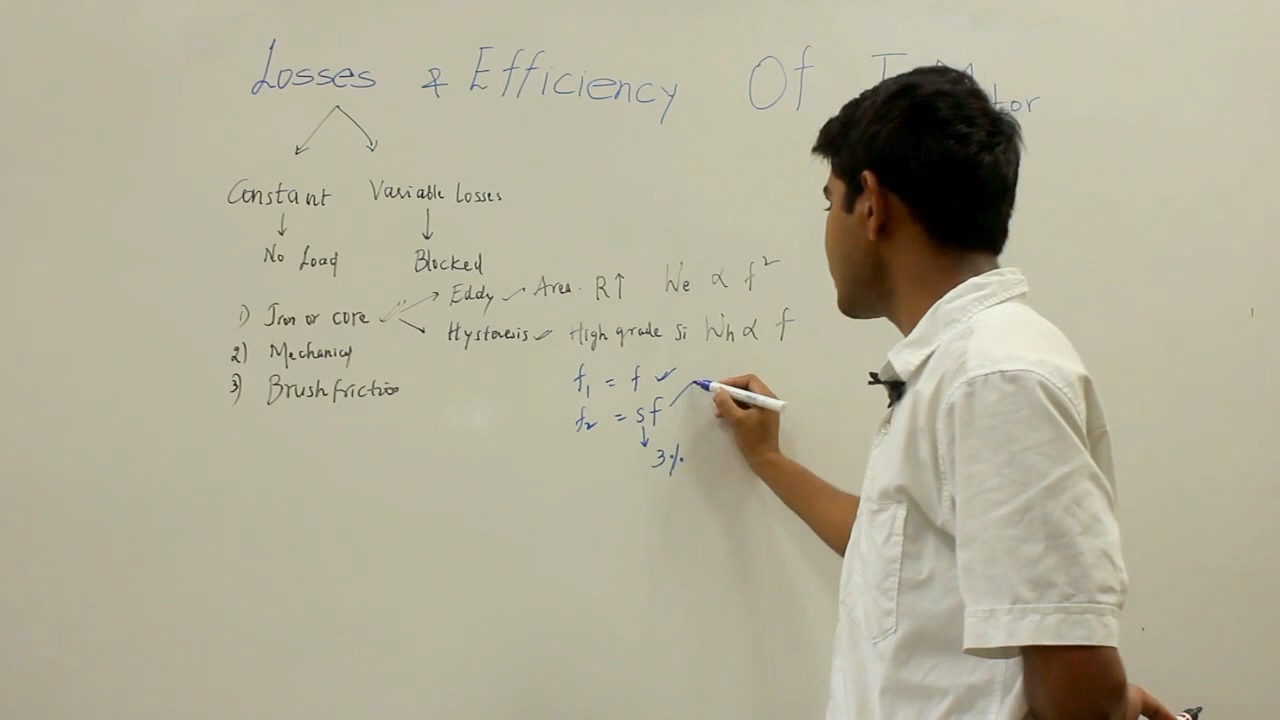 Losses & Efficiency Of
Constant Variable Losses
No Load Blocked
Eddy Area. R↑ We ∝ f²
1) Iron or core
Hysteresis High grade Si Wh ∝ f
2) Mechanical
3) Brush friction
f₁ = f ✓
f₂ = sf
3%